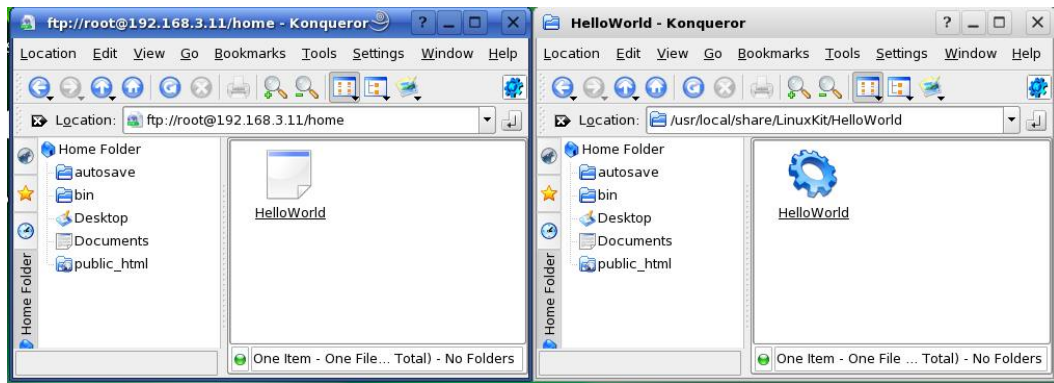 ftp://root@192.168.3.11/home - Konqueror
Location Edit View Go Bookmarks Tools Settings Window Help
Location: ftp://root@192.168.3.11/home
Home Folder
autosave
bin
Desktop
Documents
public_html
Home Folder
HelloWorld
One Item - One File... Total) - No Folders
HelloWorld - Konqueror
Location Edit View Go Bookmarks Tools Settings Window Help
Location: /usr/local/share/LinuxKit/HelloWorld
Home Folder
autosave
bin
Desktop
Documents
public_html
Home Folder
HelloWorld
One Item - One File ... Total) - No Folders